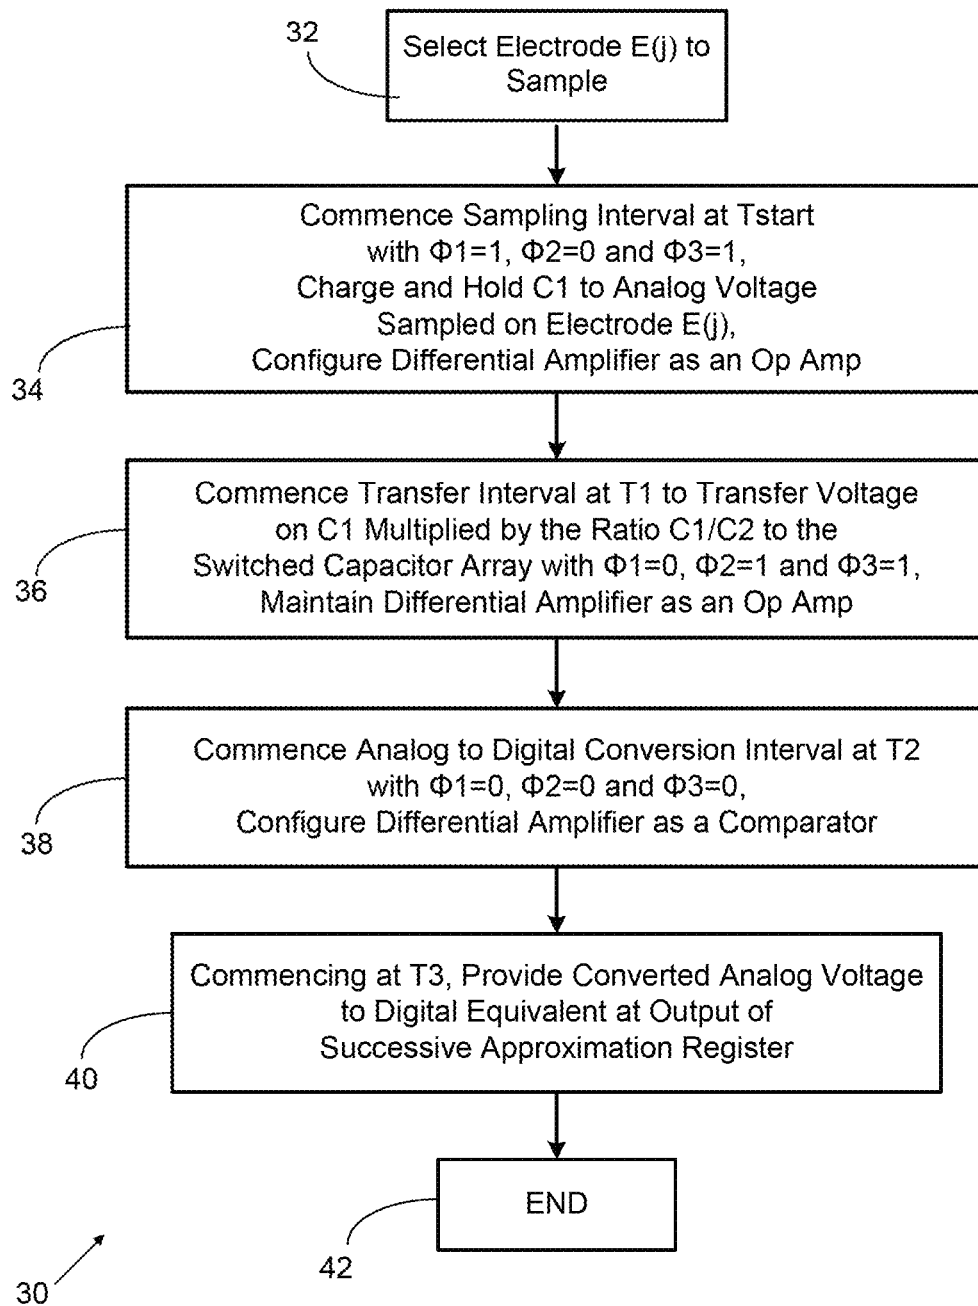 32
Select Electrode E(j) to
Sample
Commence Sampling Interval at Tstart
with Φ1=1, Φ2=0 and Φ3=1,
Charge and Hold C1 to Analog Voltage
Sampled on Electrode E(j),
Configure Differential Amplifier as an Op Amp
34
Commence Transfer Interval at T1 to Transfer Voltage
on C1 Multiplied by the Ratio C1/C2 to the
Switched Capacitor Array with Φ1=0, Φ2=1 and Φ3=1,
Maintain Differential Amplifier as an Op Amp
36
Commence Analog to Digital Conversion Interval at T2
with Φ1=0, Φ2=0 and Φ3=0,
Configure Differential Amplifier as a Comparator
38
Commencing at T3, Provide Converted Analog Voltage
to Digital Equivalent at Output of
Successive Approximation Register
40
END
42
30